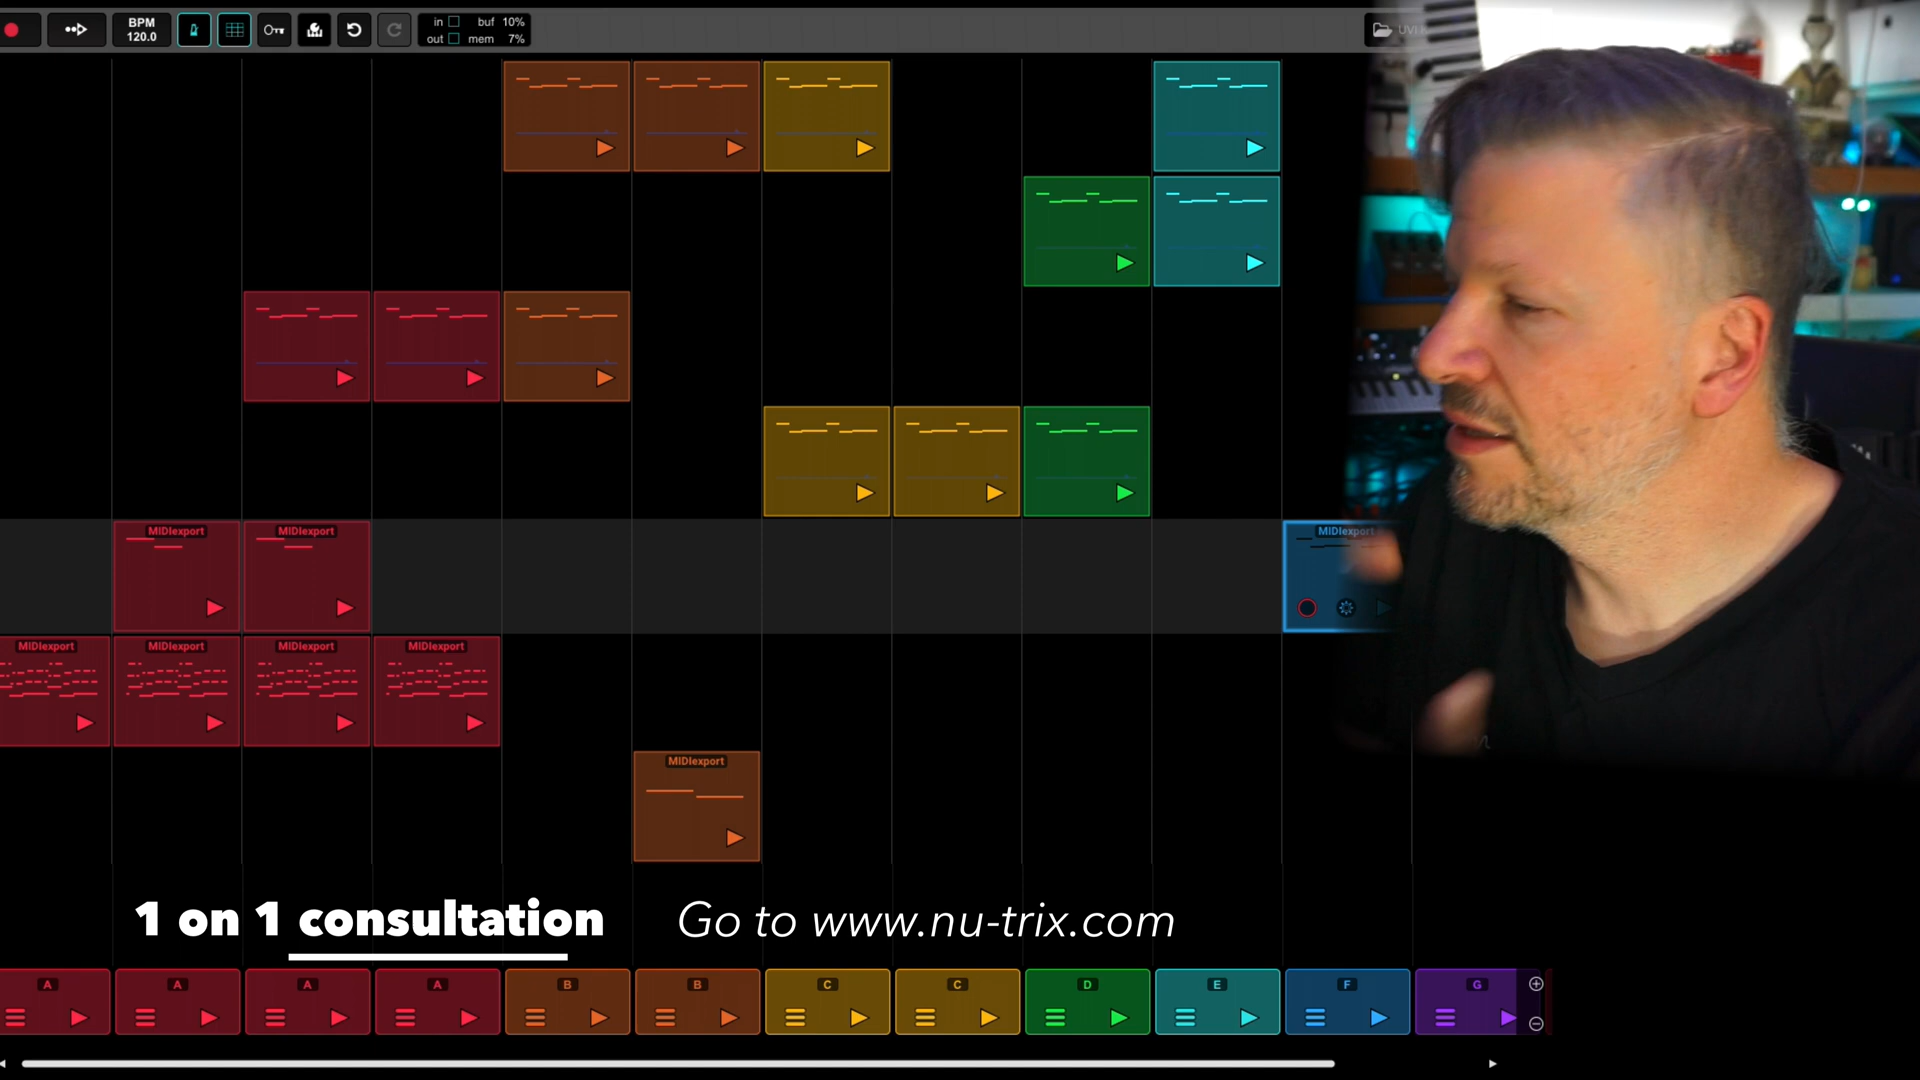 BPM
120.0
in
buf 10%
out
mem 7%
UVI
MIDIexport
MIDIexport
MIDIexport
MIDIexport
MIDIexport
MIDIexport
MIDIexport
MIDIexport
1 on 1 consultation
Go to www.nu-trix.com
A
A
A
A
B
B
C
C
D
E
F
G